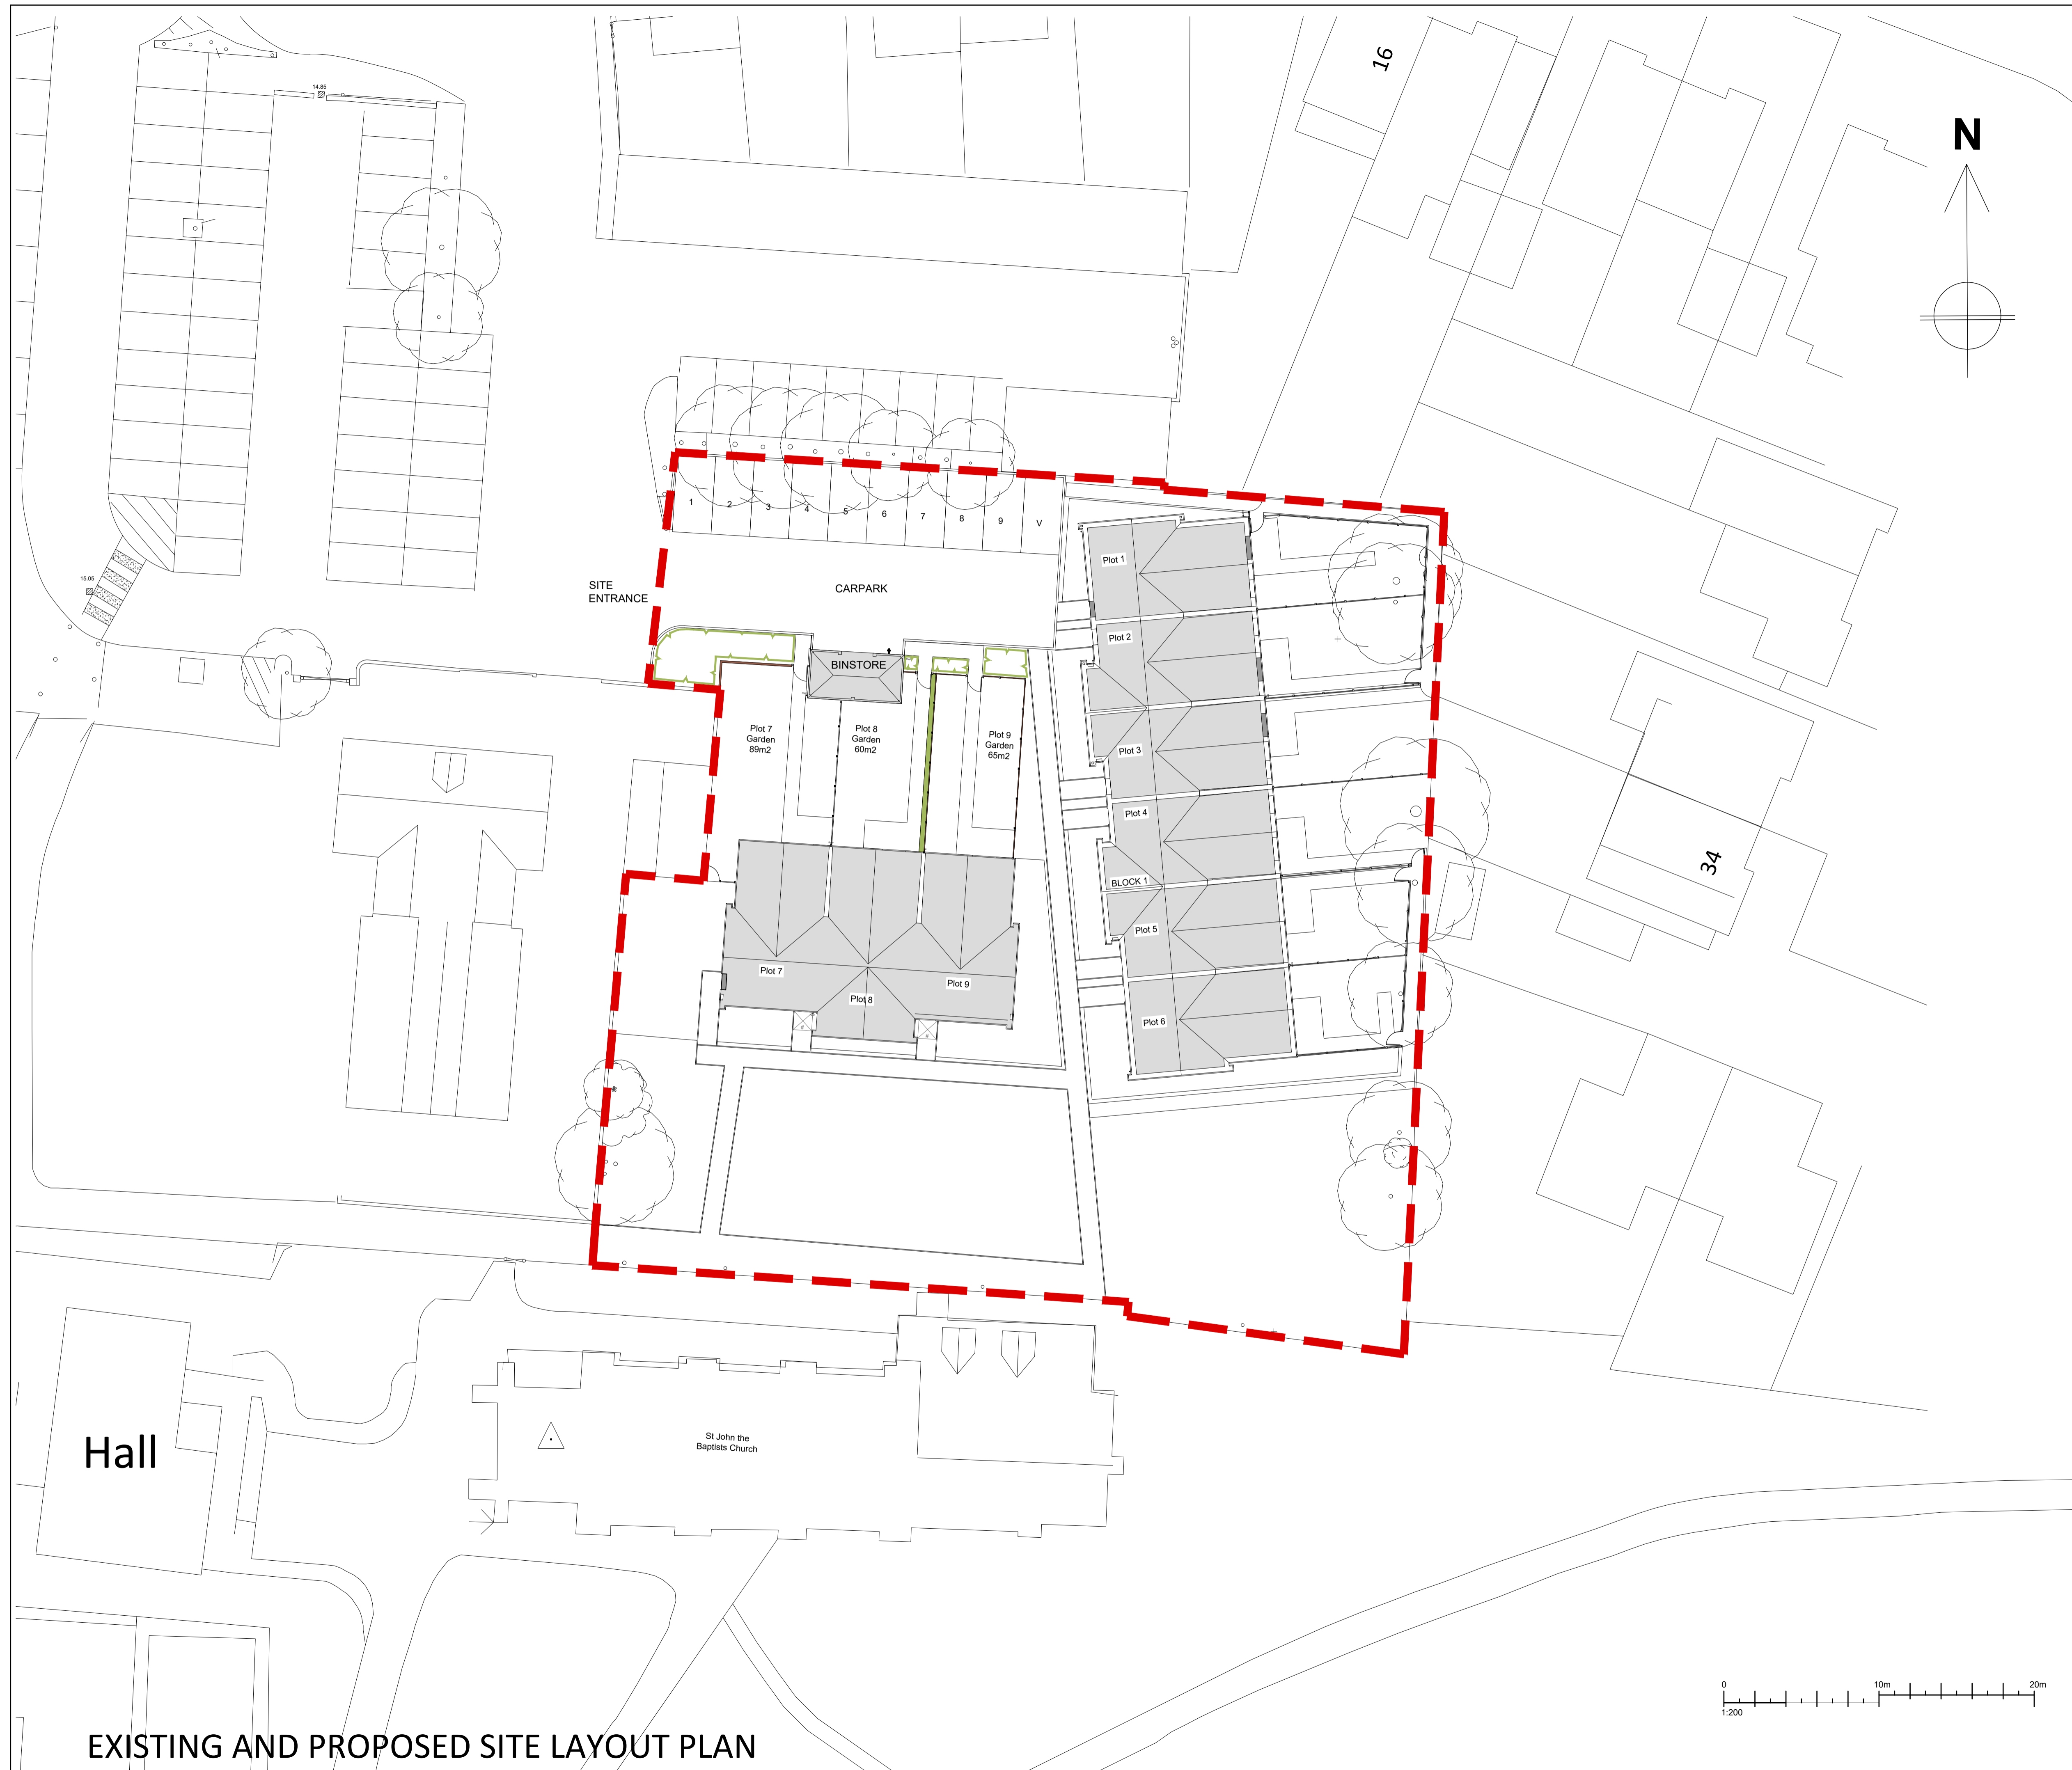 16
14.85
N
1
2
3
4
5
6
7
8
9
V
Plot 1
15.05
SITE
ENTRANCE
CARPARK
Plot 2
BINSTORE
Plot 7
Garden
89m2
Plot 8
Garden
60m2
Plot 9
Garden
65m2
Plot 3
Plot 4
34
BLOCK 1
Plot 5
Plot 7
Plot 8
Plot 9
Plot 6
Hall
St John the
Baptists Church
0
10m
20m
1:200
EXISTING AND PROPOSED SITE LAYOUT PLAN